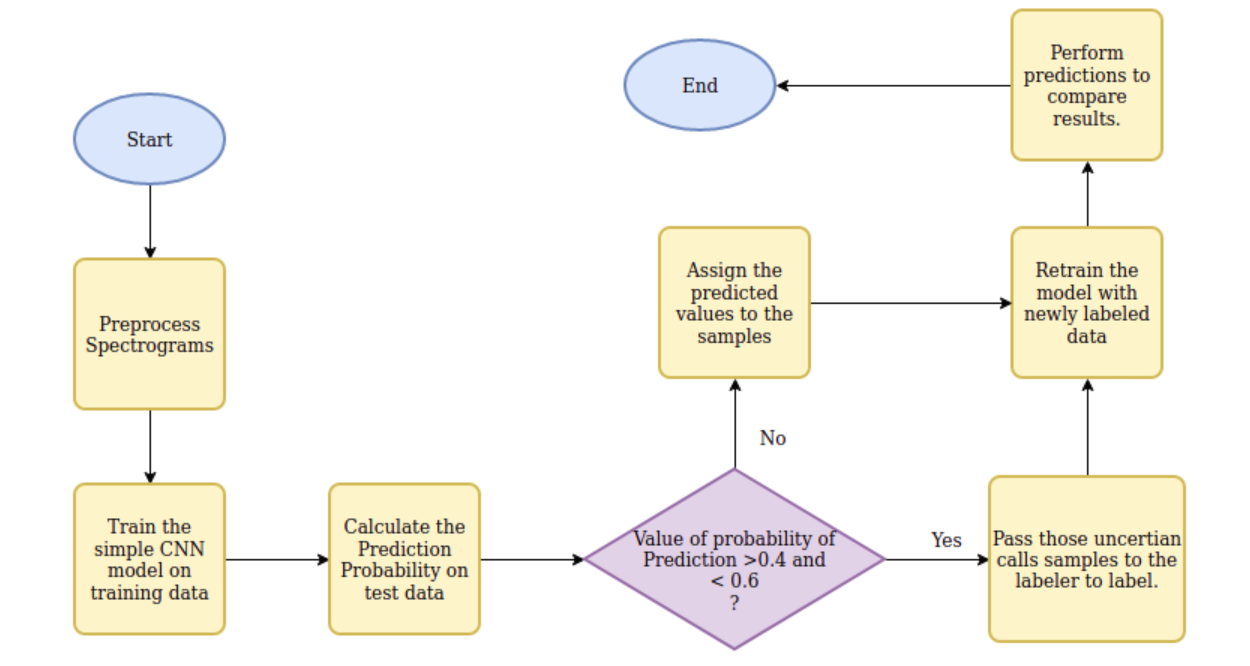 Start
Preprocess
Spectrograms
Train the
simple CNN
model on
training data
Calculate the
Prediction
Probability on
test data
Value of probability of
Prediction >0.4 and
< 0.6
?
No
Yes
Assign the
predicted
values to the
samples
Pass those uncertian
calls samples to the
labeler to label.
Retrain the
model with
newly labeled
data
Perform
predictions to
compare
results.
End